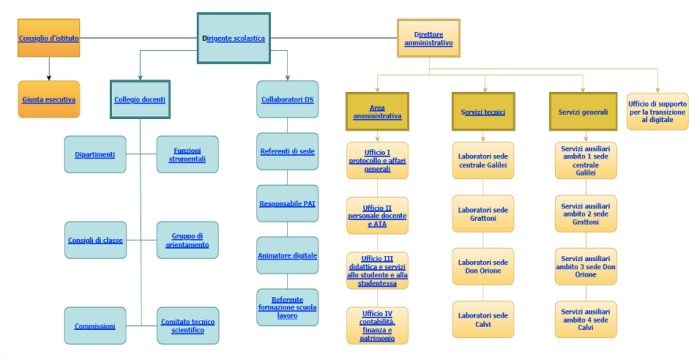 Consiglio d'istituto
Dirigente scolastica
Direttore
amministrativo
Giunta esecutiva
Collegio docenti
Collaboratori DS
Area
amministrativa
Servizi tecnici
Servizi generali
Ufficio di supporto
per la transizione
al digitale
Dipartimenti
Funzioni
strumentali
Referenti di sede
Ufficio I
protocollo e affari
generali
Laboratori sede
centrale Galilei
Servizi ausiliari
ambito 1 sede
centrale
Galilei
Responsabile PAI
Ufficio II
personale docente
e ATA
Laboratori sede
Grattoni
Servizi ausiliari
ambito 2 sede
Grattoni
Consigli di classe
Gruppo di
orientamento
Animatore digitale
Ufficio III
didattica e servizi
allo studente e alla
studentessa
Laboratori sede
Don Orione
Servizi ausiliari
ambito 3 sede Don
Orione
Commissioni
Comitato tecnico
scientifico
Referente
formazione scuola
lavoro
Ufficio IV
contabilità,
finanza e
patrimonio
Laboratori sede
Calvi
Servizi ausiliari
ambito 4 sede
Calvi